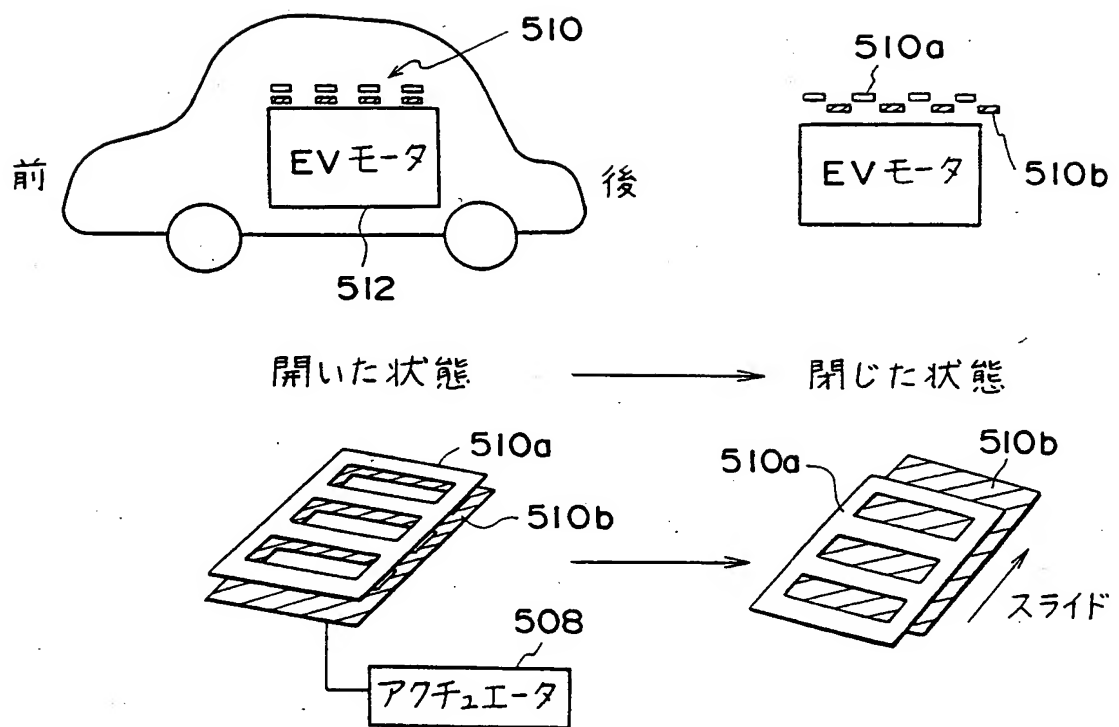 510
510a
前
EVモータ
後
EVモータ
510b
512
開いた状態
閉じた状態
510a
510b
510a
510b
スライド
508
アクチュエータ